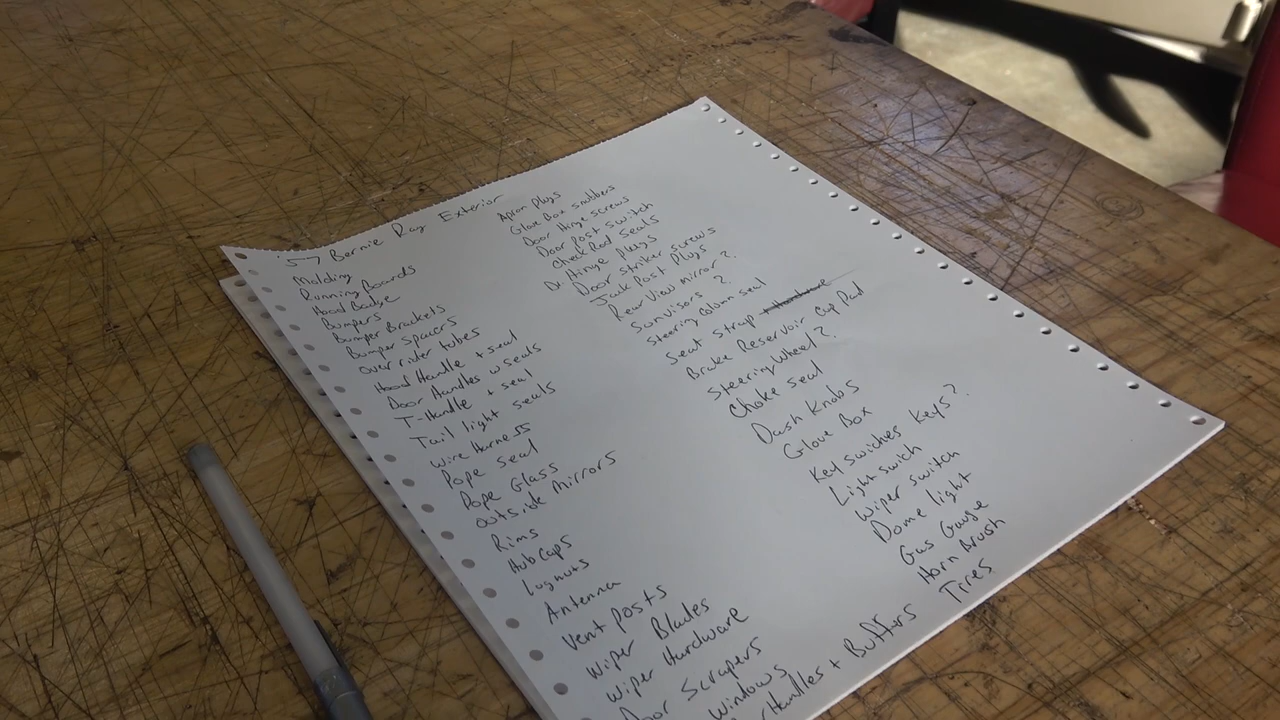 '57 Bernie Ray Exterior
Molding
Running Boards
Hood Badge
Bumpers
Bumper Brackets
Bumper spacers
over rider tubes
Hood Handle + seal
Door Handles w seals
T-Handle + seal
Tail light seals
Wire Harness
Pope seal
Pope Glass
outside mirrors
Rims
Hub Caps
Lugnuts
Antenna
Vent posts
Wiper Blades
Wiper Hardware
Door Scrapers
Windows
Handles + Buffers
Apron plugs
Glove Box snubbers
Door Hinge screws
Door Post switch
Check Rod Seals
Dr Hinge plugs
Door striker screws
Jack Post Plugs
Rear View mirror?
Sunvisors ?
Steering Column seal
Seat strap
Brake Reservoir Cap Pad
Steering Wheel?
Choke seal
Dash Knobs
Glove Box
Key swiches Keys?
Light swich
Wiper switch
Dome light
Gas Gauge
Horn Brush
Tires